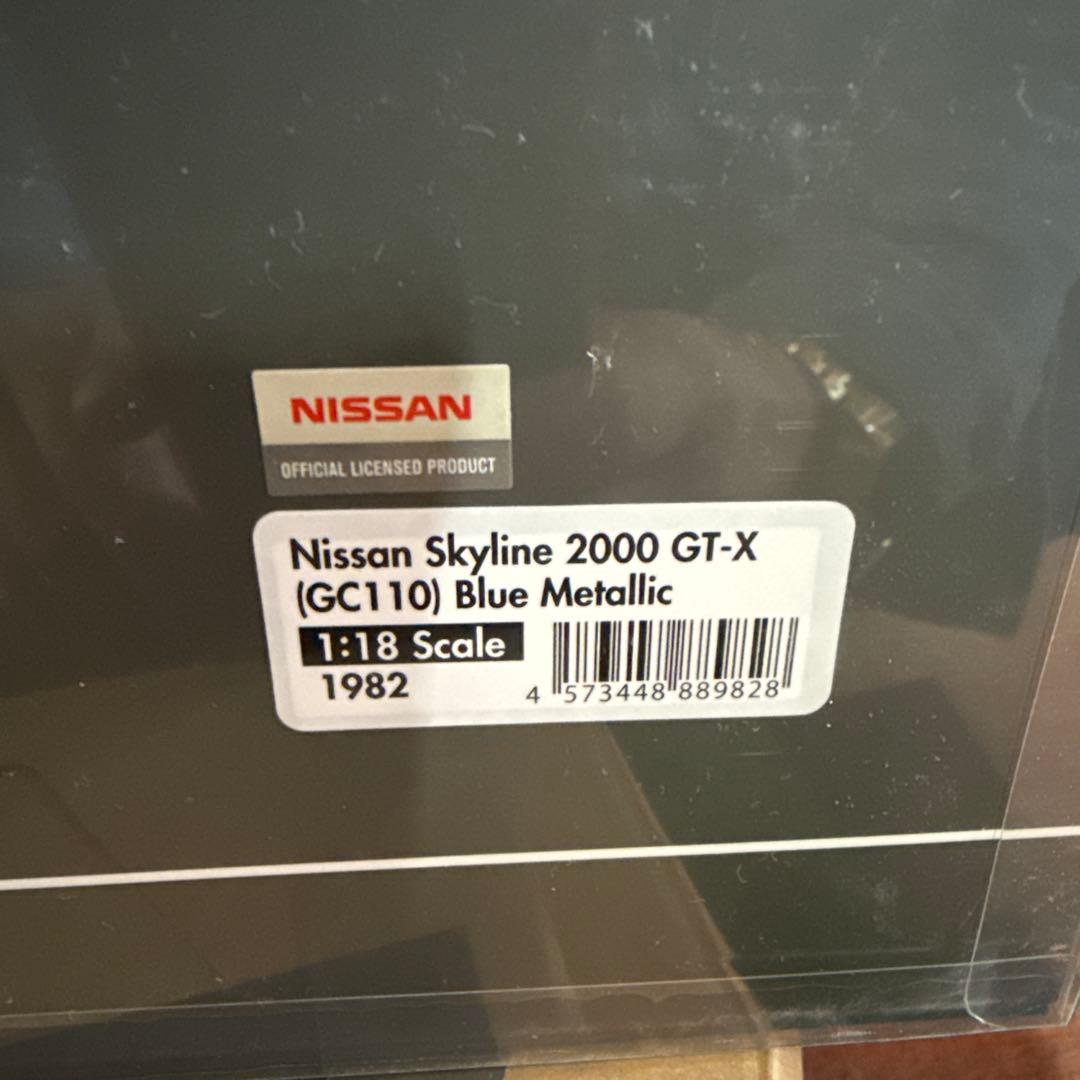 NISSAN
OFFICIAL LICENSED PRODUCT
Nissan Skyline 2000 GT-X
(GC110) Blue Metallic
1:18 Scale
1982
4 573448 889828